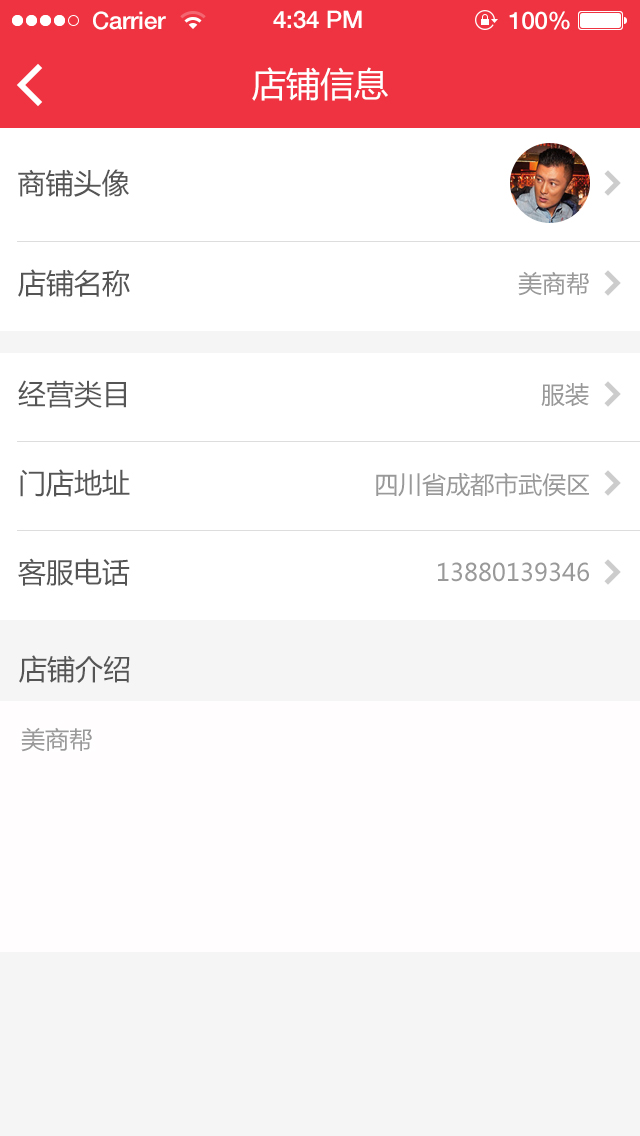 Carrier 4:34 PM 100%
店铺信息
商铺头像
店铺名称 美商帮
经营类目 服装
门店地址 四川省成都市武侯区
客服电话 13880139346
店铺介绍
美商帮